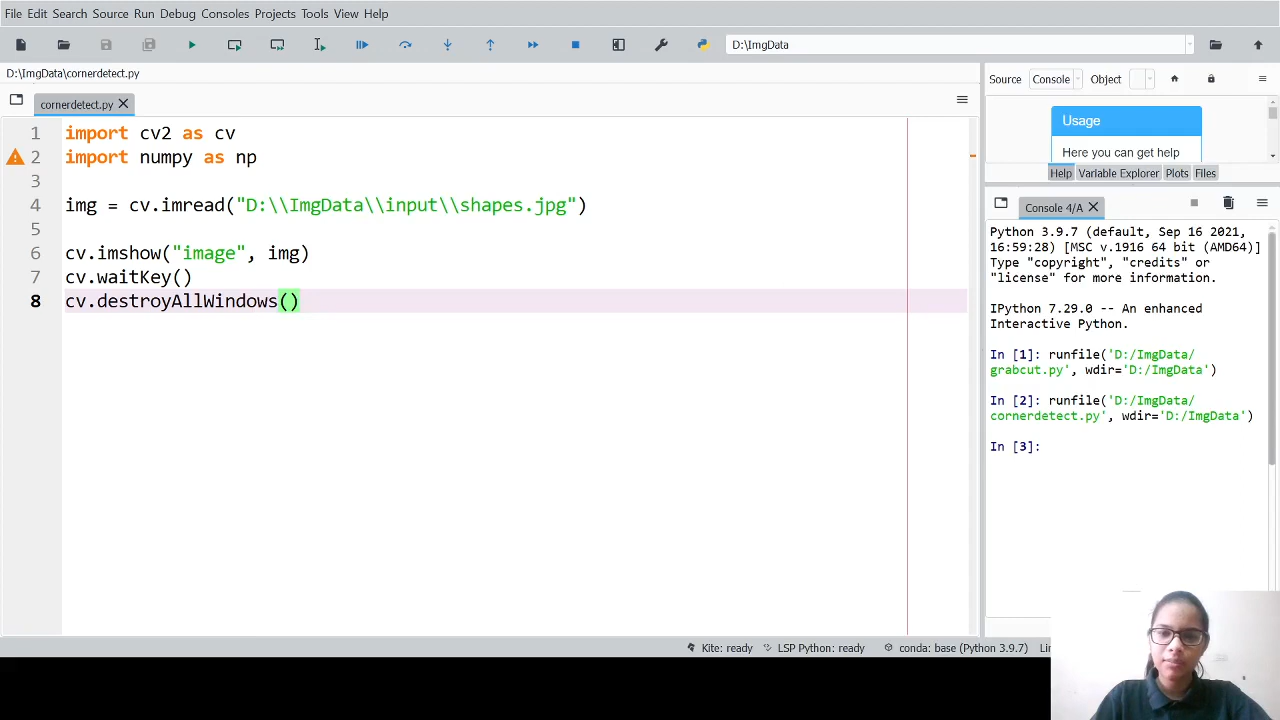 File Edit Search Source Run Debug Consoles Projects Tools View Help
D:\ImgData
D:\ImgData\cornerdetect.py
cornerdetect.py
1 import cv2 as cv
2 import numpy as np
3
4 img = cv.imread("D:\\ImgData\\input\\shapes.jpg")
5
6 cv.imshow("image", img)
7 cv.waitKey()
8 cv.destroyAllWindows()
Source Console Object
Usage
Here you can get help
Help Variable Explorer Plots Files
Console 4/A
Python 3.9.7 (default, Sep 16 2021,
16:59:28) [MSC v.1916 64 bit (AMD64)]
Type "copyright", "credits" or
"license" for more information.
IPython 7.29.0 -- An enhanced
Interactive Python.
In [1]: runfile('D:/ImgData/
grabcut.py', wdir='D:/ImgData')
In [2]: runfile('D:/ImgData/
cornerdetect.py', wdir='D:/ImgData')
In [3]:
Kite: ready LSP Python: ready conda: base (Python 3.9.7)